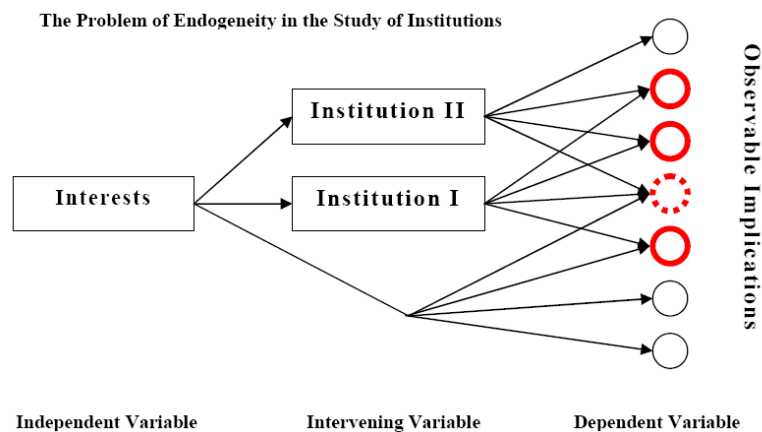 The Problem of Endogeneity in the Study of Institutions
Institution II
Interests
Institution I
Observable Implications
Independent Variable
Intervening Variable
Dependent Variable